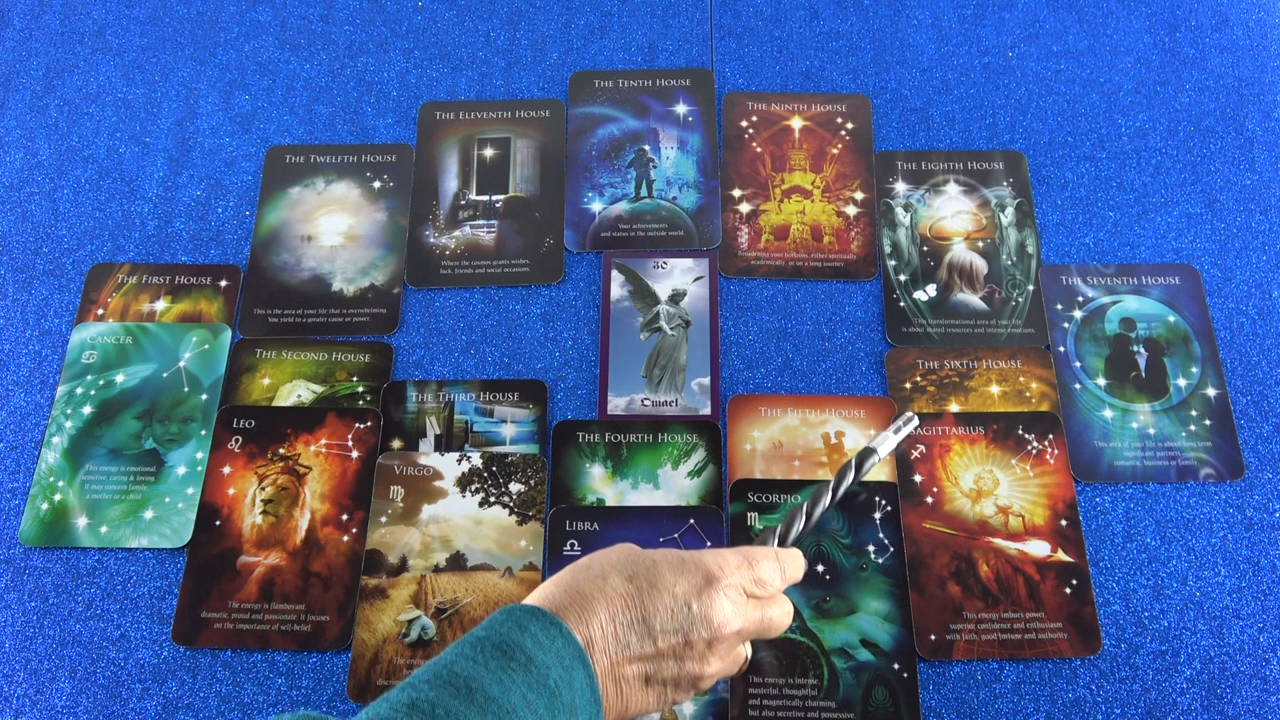 The Tenth House
Your achievements
and status in the outside world.
The Eleventh House
Where the cosmos grants wishes,
luck, friends and social occasions.
The Ninth House
Broadening your horizons, either spiritually
academically, or on a long journey.
The Twelfth House
This is the area of your life that is overwhelming.
You yield to a greater cause or power.
The Eighth House
This transformational area of your life
is about shared resources and intense emotions.
30
Omael
The First House
The Seventh House
This area of your life is about long term
significant partners
romantic, business or family.
Cancer
This energy is emotional,
sensitive, caring & loving.
It may concern family,
a mother or a child
The Second House
The Third House
The Fourth House
The Fifth House
The Sixth House
Leo
The energy is flamboyant,
dramatic, proud and passionate. It focuses
on the importance of self-belief.
Virgo
The
Libra
Scorpio
This energy is intense,
masterful, thoughtful
and magnetically charming,
but also secretive and possessive.
Sagittarius
This energy imbues power,
superior confidence and enthusiasm
with faith, good fortune and authority.